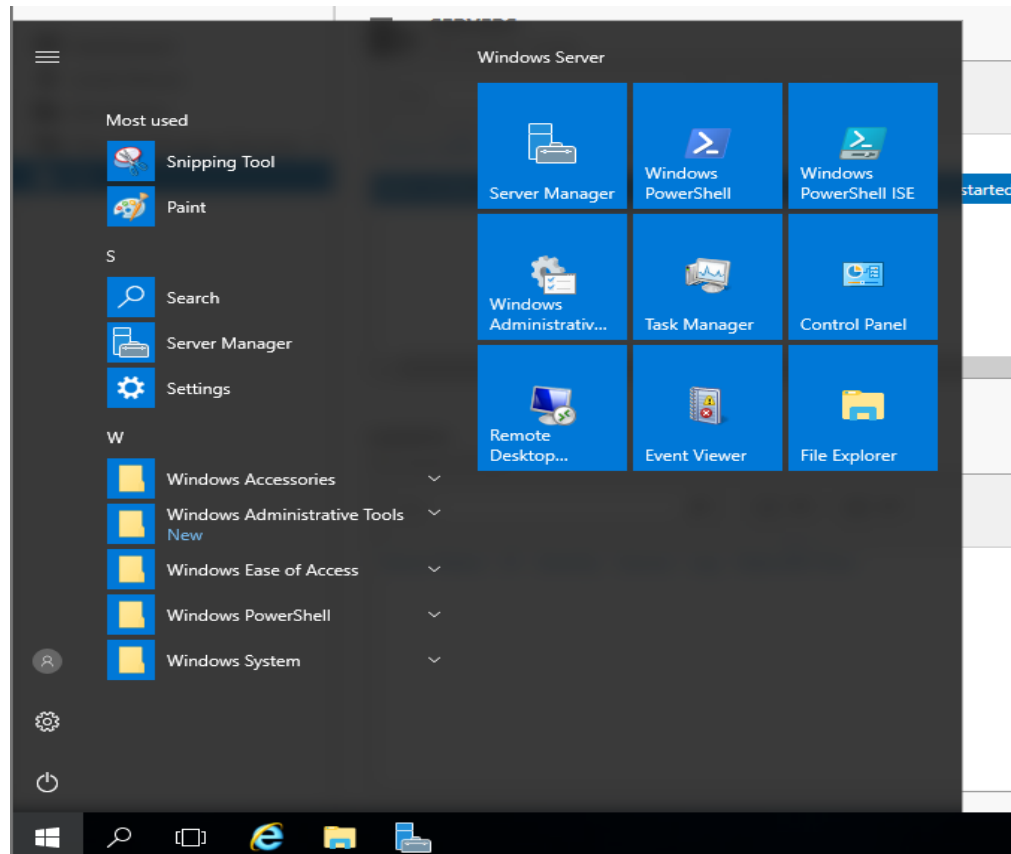 Windows Server
Most used
Snipping Tool
Paint
S
Search
Server Manager
Settings
W
Windows Accessories
Windows Administrative Tools
New
Windows Ease of Access
Windows PowerShell
Windows System
Server Manager
Windows
PowerShell
Windows
PowerShell ISE
Windows
Administrativ...
Task Manager
Control Panel
Remote
Desktop...
Event Viewer
File Explorer
started